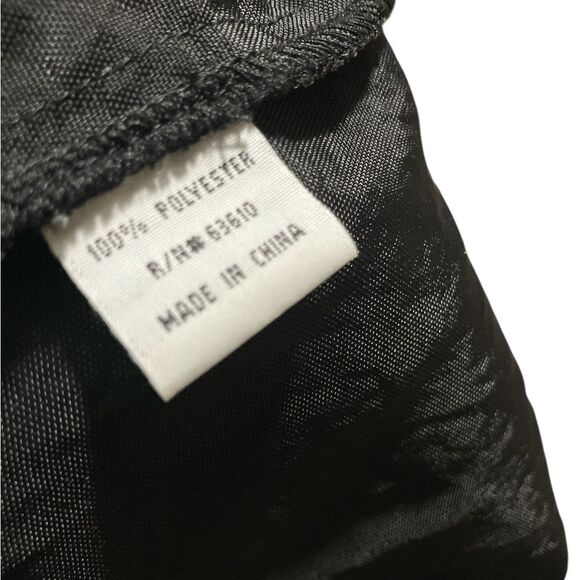 100% POLYESTER
R/N# 63610
MADE IN CHINA